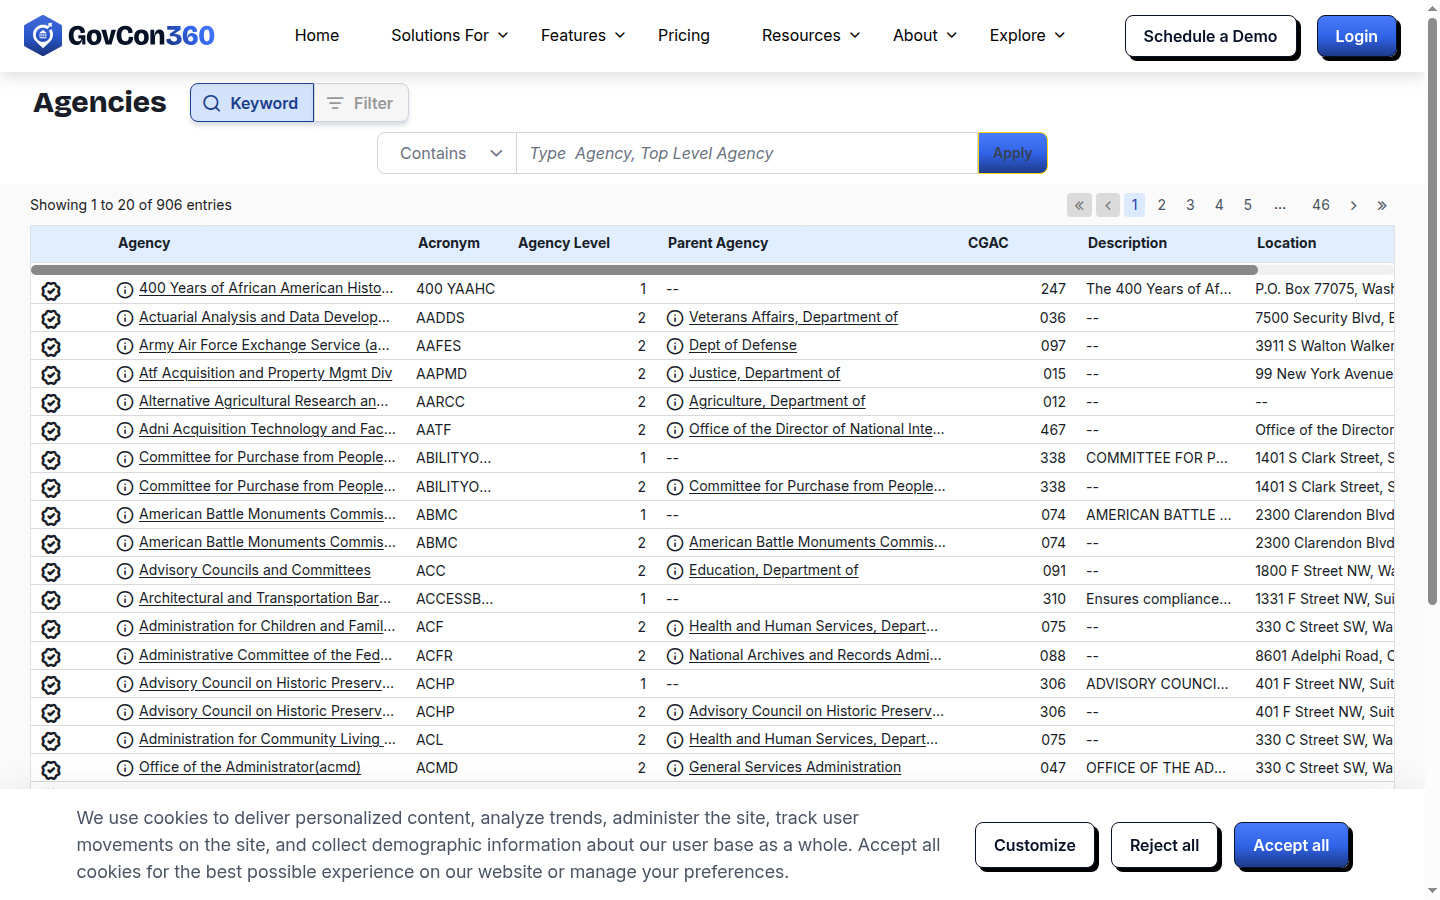 GovCon360
Home
Solutions For
Features
Pricing
Resources
About
Explore
Schedule a Demo
Login
Agencies
Keyword
Filter
Contains
Type Agency, Top Level Agency
Apply
Showing 1 to 20 of 906 entries
« ‹ 1 2 3 4 5 ... 46 › »
Agency Acronym Agency Level Parent Agency CGAC Description Location
400 Years of African American Histo... 400 YAAHC 1 -- 247 The 400 Years of Af... P.O. Box 77075, Wash
Actuarial Analysis and Data Develop... AADDS 2 Veterans Affairs, Department of 036 -- 7500 Security Blvd,
Army Air Force Exchange Service (a... AAFES 2 Dept of Defense 097 -- 3911 S Walton Walker
Atf Acquisition and Property Mgmt Div AAPMD 2 Justice, Department of 015 -- 99 New York Avenue
Alternative Agricultural Research an... AARCC 2 Agriculture, Department of 012 -- --
Adni Acquisition Technology and Fac... AATF 2 Office of the Director of National Inte... 467 -- Office of the Director
Committee for Purchase from People... ABILITYO... 1 -- 338 COMMITTEE FOR P... 1401 S Clark Street, S
Committee for Purchase from People... ABILITYO... 2 Committee for Purchase from People... 338 -- 1401 S Clark Street, S
American Battle Monuments Commis... ABMC 1 -- 074 AMERICAN BATTLE ... 2300 Clarendon Blvd
American Battle Monuments Commis... ABMC 2 American Battle Monuments Commis... 074 -- 2300 Clarendon Blvd
Advisory Councils and Committees ACC 2 Education, Department of 091 -- 1800 F Street NW, Wa
Architectural and Transportation Bar... ACCESSB... 1 -- 310 Ensures compliance... 1331 F Street NW, Sui
Administration for Children and Famil... ACF 2 Health and Human Services, Depart... 075 -- 330 C Street SW, Wa
Administrative Committee of the Fed... ACFR 2 National Archives and Records Admi... 088 -- 8601 Adelphi Road, C
Advisory Council on Historic Preserv... ACHP 1 -- 306 ADVISORY COUNCI... 401 F Street NW, Suit
Advisory Council on Historic Preserv... ACHP 2 Advisory Council on Historic Preserv... 306 -- 401 F Street NW, Suit
Administration for Community Living ... ACL 2 Health and Human Services, Depart... 075 -- 330 C Street SW, Wa
Office of the Administrator(acmd) ACMD 2 General Services Administration 047 OFFICE OF THE AD... 330 C Street SW, Wa
We use cookies to deliver personalized content, analyze trends, administer the site, track user
movements on the site, and collect demographic information about our user base as a whole. Accept all
cookies for the best possible experience on our website or manage your preferences.
Customize
Reject all
Accept all